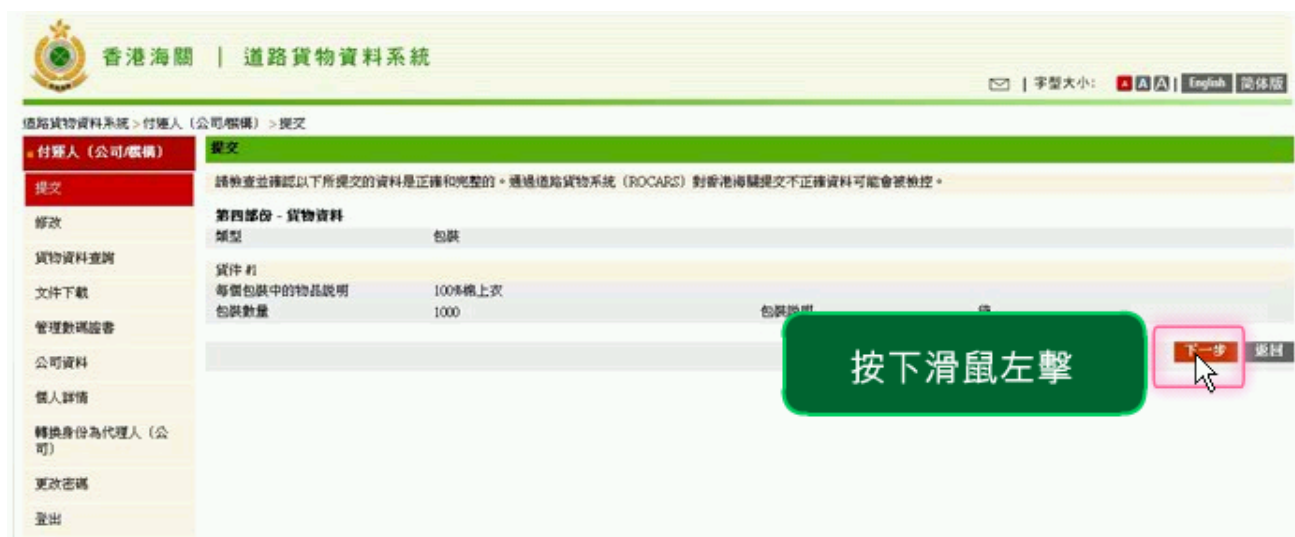 香港海關 | 道路貨物資料系統
| 字型大小: A A A | English 简体版
道路貨物資料系統 > 付運人（公司/機構） > 提交
付運人（公司/機構）
提交
提交
請檢查並確認以下所提交的資料是正確和完整的。通過道路貨物系統（ROCARS）對香港海關提交不正確資料可能會被檢控。
修改
第四部份 - 貨物資料
類型 包裝
貨物資料查詢
貨件 #1
文件下載
每個包裝中的物品說明 100%棉上衣
包裝數量 1000 包裝說明 袋
管理數碼證書
公司資料
按下滑鼠左擊
下一步 返回
個人詳情
轉換身份為代理人（公
司）
更改密碼
登出